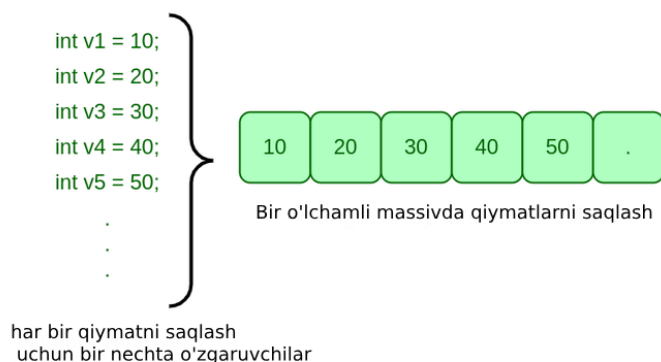 int v1 = 10;
int v2 = 20;
int v3 = 30;
int v4 = 40;
int v5 = 50;
.
.
.
10 20 30 40 50 .
Bir o'lchamli massivda qiymatlarni saqlash
har bir qiymatni saqlash
uchun bir nechta o'zgaruvchilar